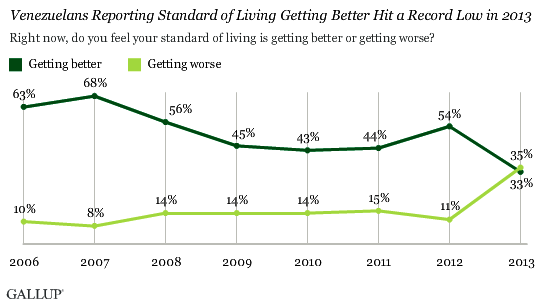 Venezuelans Reporting Standard of Living Getting Better Hit a Record Low in 2013
Right now, do you feel your standard of living is getting better or getting worse?
Getting better Getting worse
63% 68% 56% 45% 43% 44% 54% 35%
33%
10% 8% 14% 14% 14% 15% 11%
2006 2007 2008 2009 2010 2011 2012 2013
GALLUP'